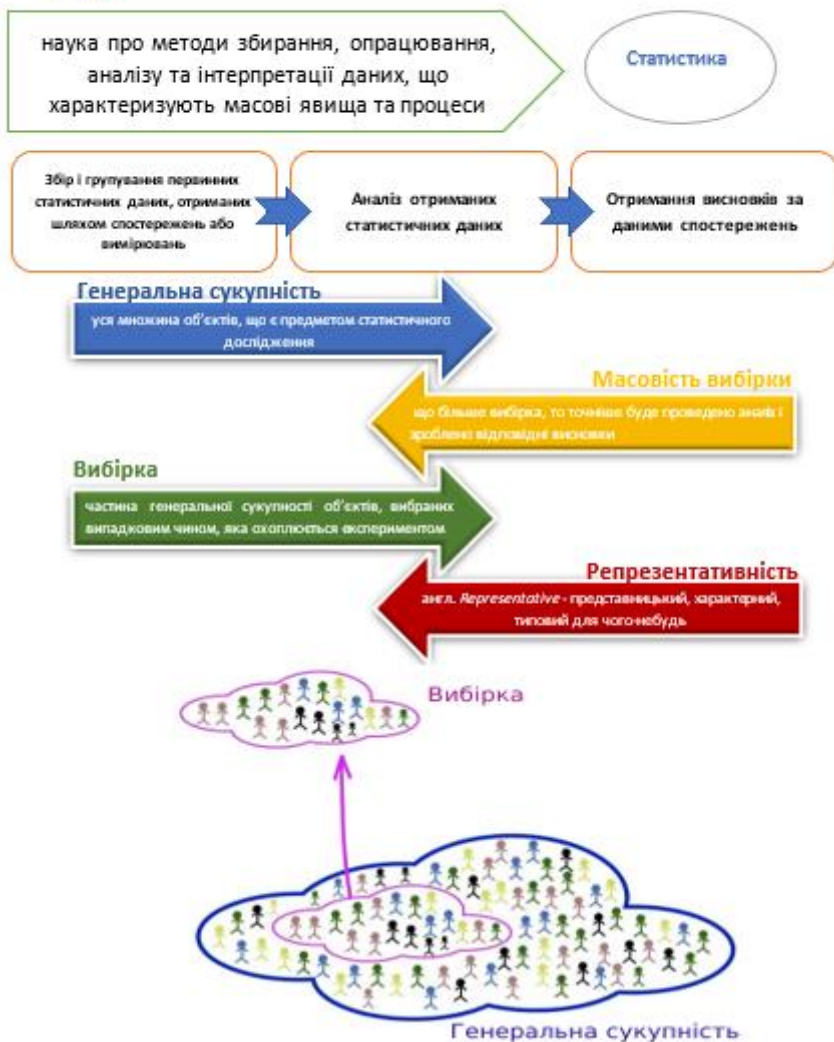 наука про методи збирання, опрацювання,
аналізу та інтерпретації даних, що
характеризують масові явища та процеси
Статистика
Збір і групування первинних
статистичних даних, отриманих
шляхом спостережень або
вимірювань
Аналіз отриманих
статистичних даних
Отримання висновків за
даними спостережень
Генеральна сукупність
уся множина об'єктів, що є предметом статистичного
дослідження
Масовість вибірки
що більше вибірка, то точніше буде проведено аналіз і
зроблено відповідні висновки
Вибірка
частина генеральної сукупності об'єктів, вибраних
випадковим чином, яка охоплюється експериментом
Репрезентативність
англ. Representative - представницький, характерний,
типовий для чого-небудь
Вибірка
Генеральна сукупність